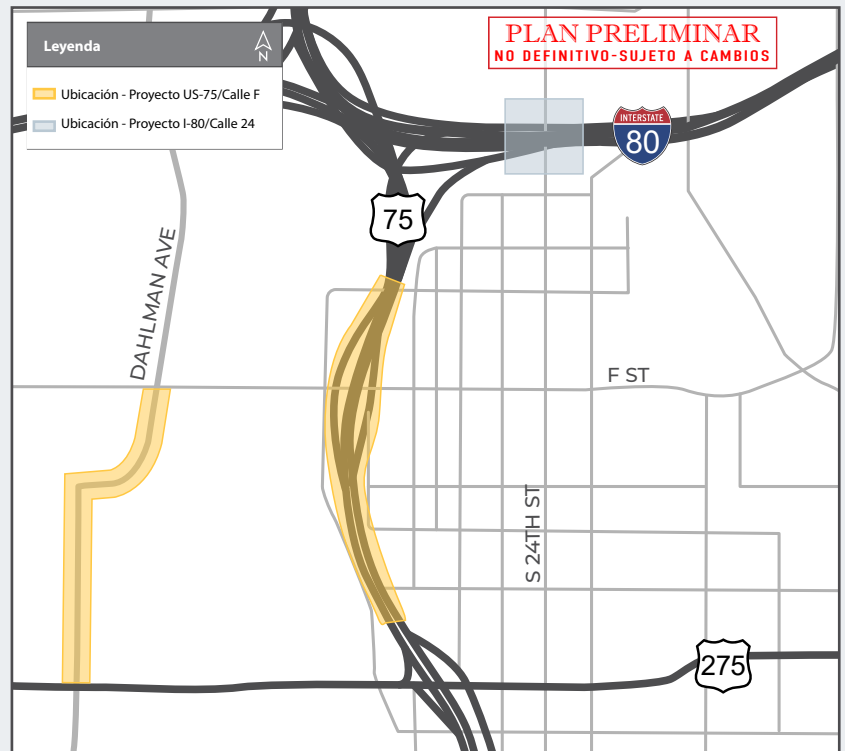 Leyenda
N
Ubicación - Proyecto US-75/Calle F
Ubicación - Proyecto I-80/Calle 24
PLAN PRELIMINAR
NO DEFINITIVO-SUJETO A CAMBIOS
INTERSTATE
80
75
DAHLMAN AVE
F ST
S 24TH ST
275